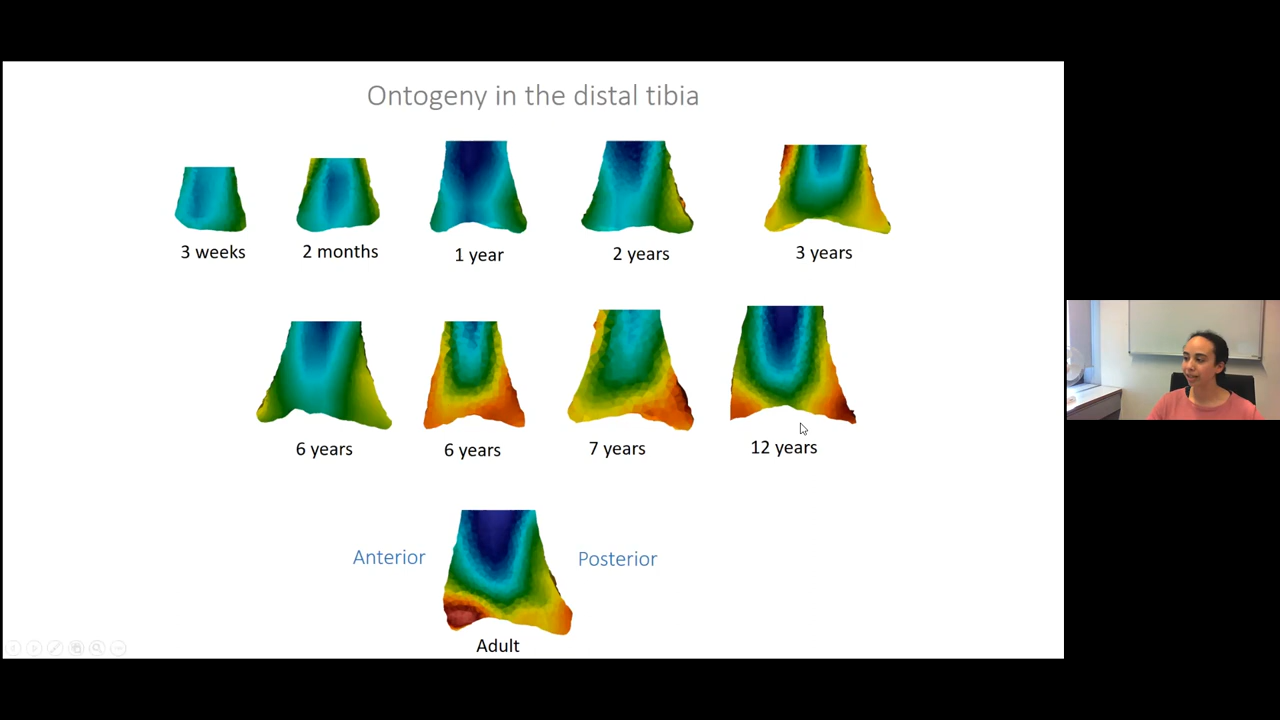 Ontogeny in the distal tibia
3 weeks
2 months
1 year
2 years
3 years
6 years
6 years
7 years
12 years
Anterior
Posterior
Adult